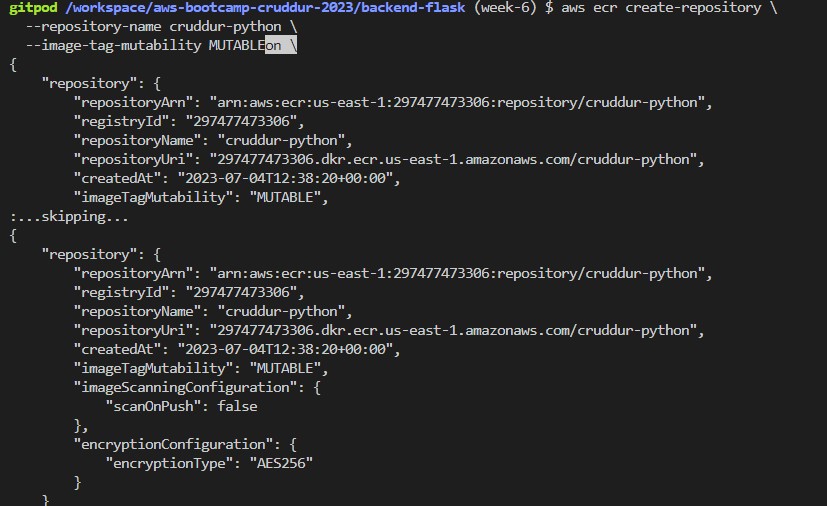 gitpod /workspace/aws-bootcamp-cruddur-2023/backend-flask (week-6) $ aws ecr create-repository \
  --repository-name cruddur-python \
  --image-tag-mutability MUTABLEon \
{
    "repository": {
        "repositoryArn": "arn:aws:ecr:us-east-1:297477473306:repository/cruddur-python",
        "registryId": "297477473306",
        "repositoryName": "cruddur-python",
        "repositoryUri": "297477473306.dkr.ecr.us-east-1.amazonaws.com/cruddur-python",
        "createdAt": "2023-07-04T12:38:20+00:00",
        "imageTagMutability": "MUTABLE",
:...skipping...
{
    "repository": {
        "repositoryArn": "arn:aws:ecr:us-east-1:297477473306:repository/cruddur-python",
        "registryId": "297477473306",
        "repositoryName": "cruddur-python",
        "repositoryUri": "297477473306.dkr.ecr.us-east-1.amazonaws.com/cruddur-python",
        "createdAt": "2023-07-04T12:38:20+00:00",
        "imageTagMutability": "MUTABLE",
        "imageScanningConfiguration": {
            "scanOnPush": false
        },
        "encryptionConfiguration": {
            "encryptionType": "AES256"
        }
    }